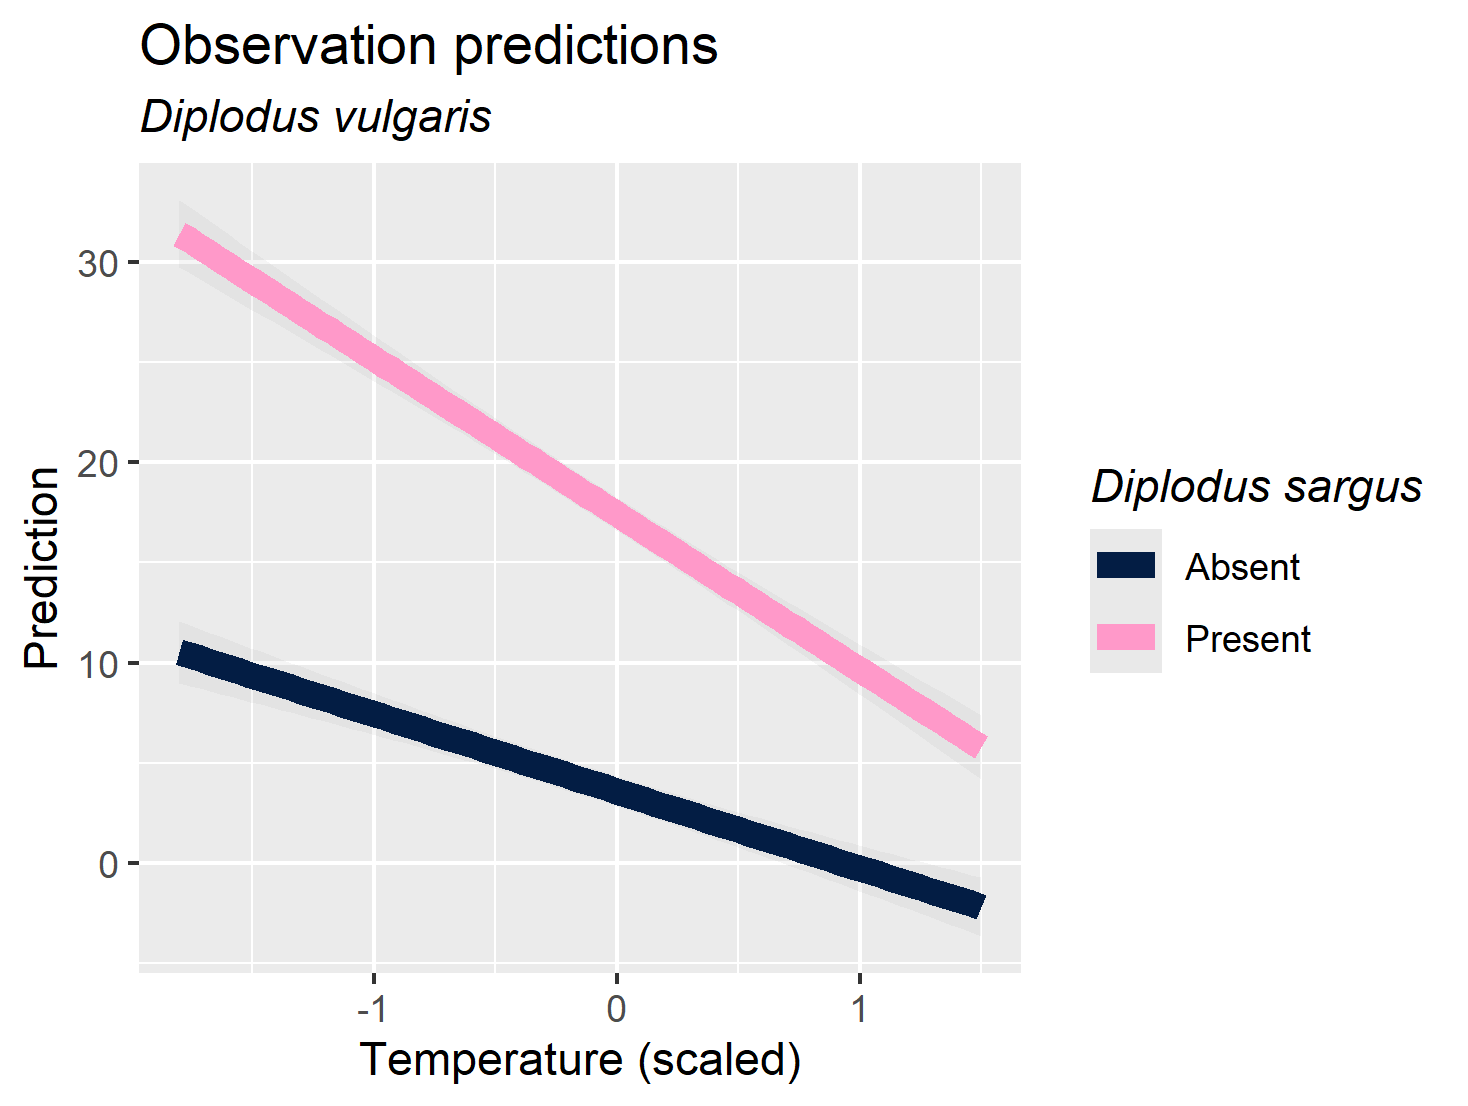 Observation predictions
Diplodus vulgaris
30
20
10
0
Prediction
-1
0
1
Temperature (scaled)
Diplodus sargus
Absent
Present